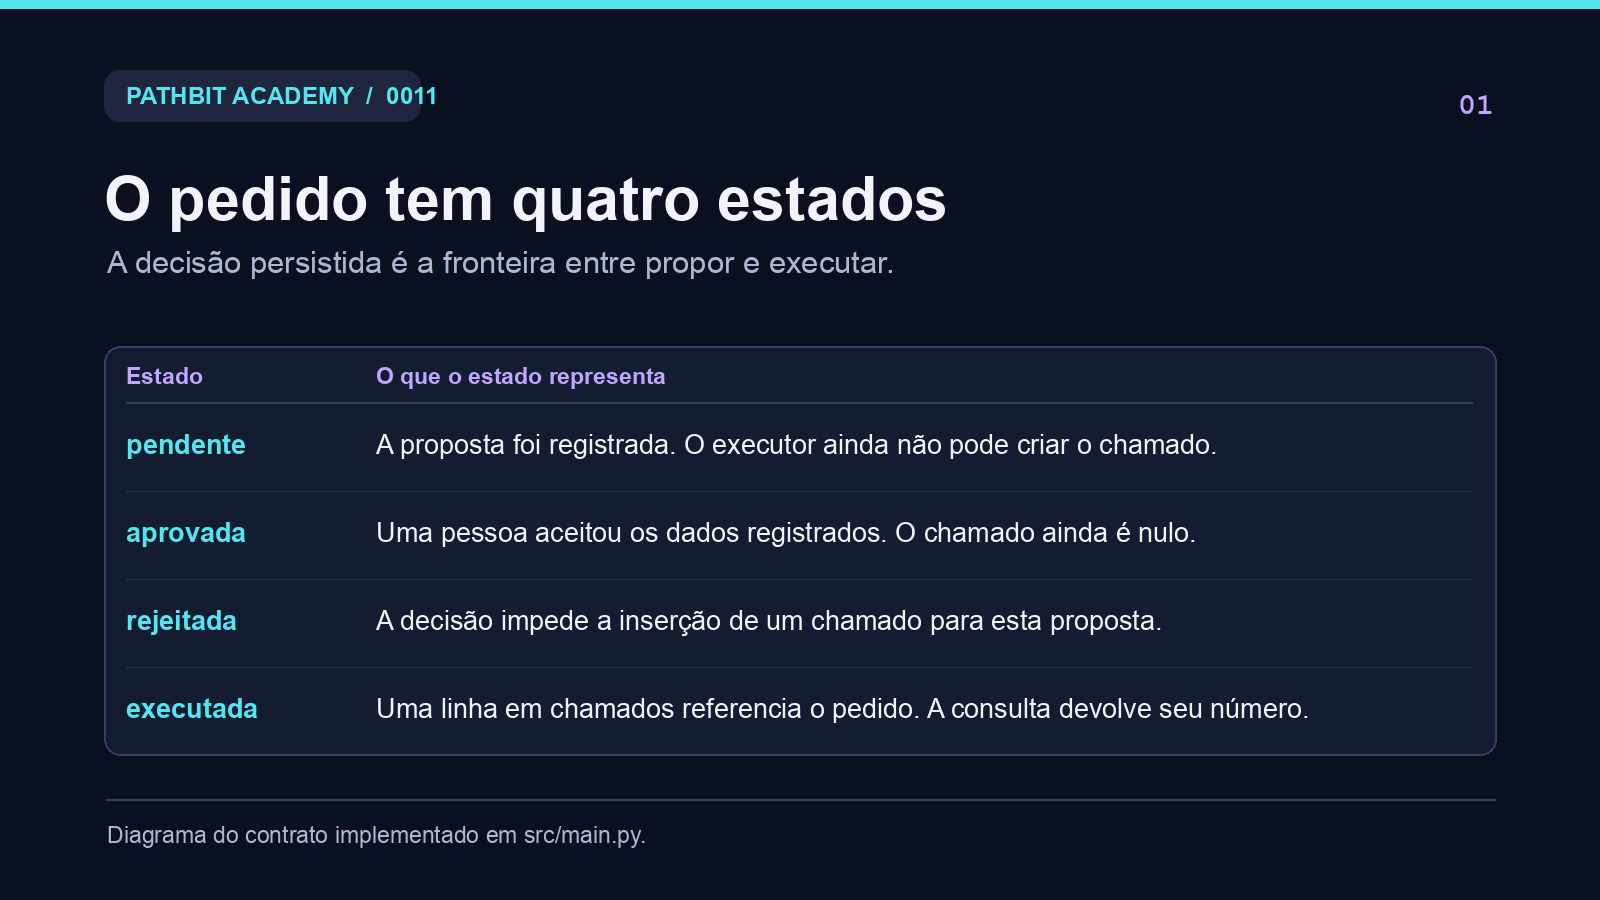 PATHBIT ACADEMY / 0011
01
O pedido tem quatro estados
A decisão persistida é a fronteira entre propor e executar.
Estado O que o estado representa
pendente A proposta foi registrada. O executor ainda não pode criar o chamado.
aprovada Uma pessoa aceitou os dados registrados. O chamado ainda é nulo.
rejeitada A decisão impede a inserção de um chamado para esta proposta.
executada Uma linha em chamados referencia o pedido. A consulta devolve seu número.
Diagrama do contrato implementado em src/main.py.